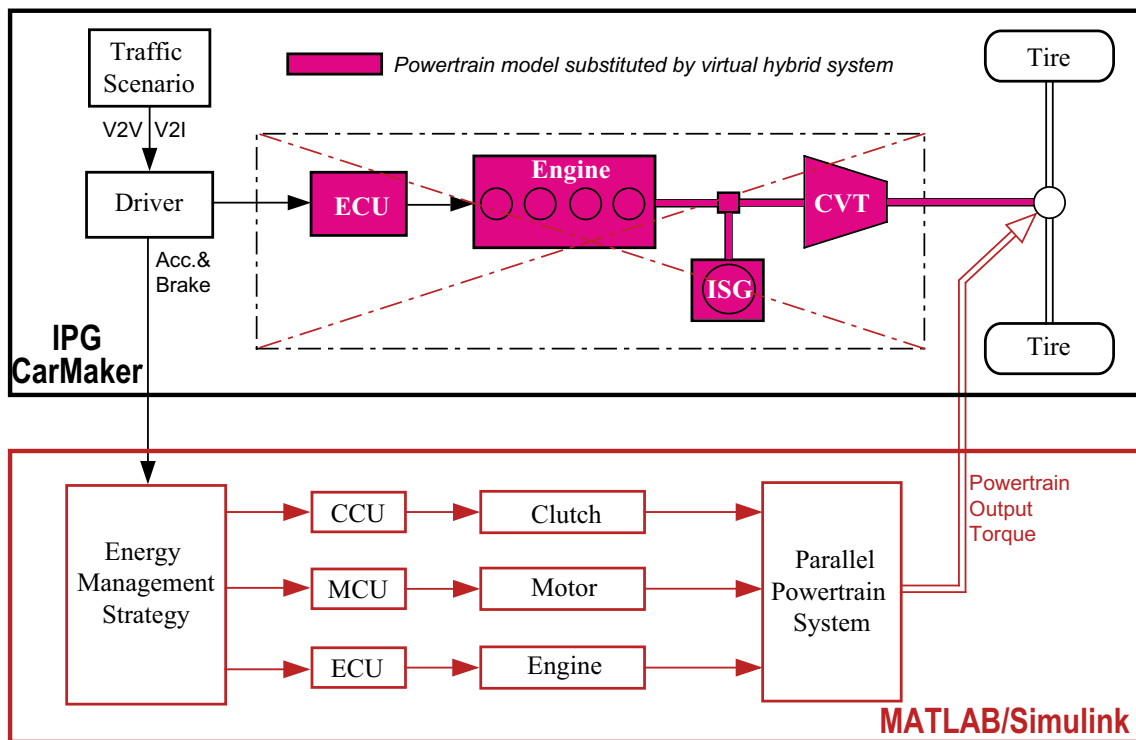 Traffic
Scenario
Powertrain model substituted by virtual hybrid system
Tire
V2V
V2I
Driver
ECU
Engine
CVT
ISG
Acc.&
Brake
IPG
CarMaker
Tire
Energy
Management
Strategy
CCU
Clutch
MCU
Motor
ECU
Engine
Parallel
Powertrain
System
Powertrain
Output
Torque
MATLAB/Simulink